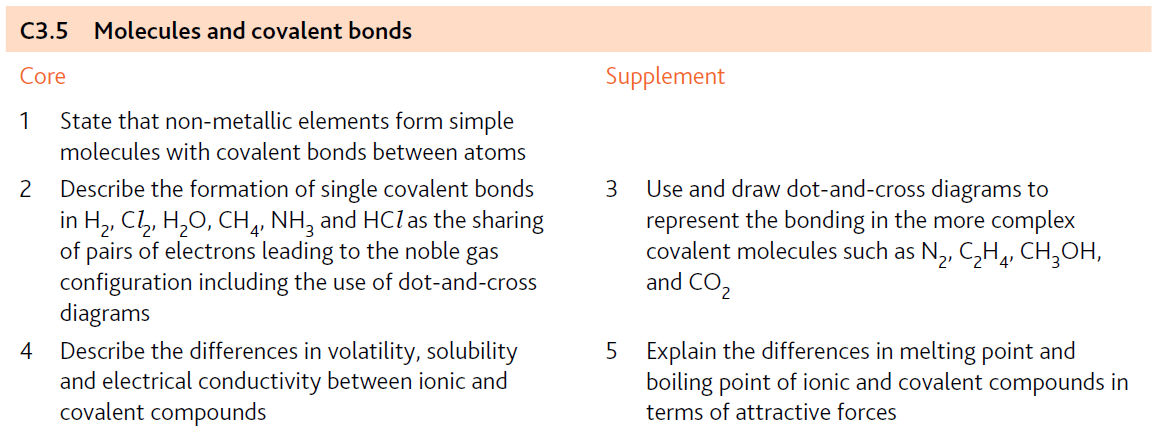 C3.5 Molecules and covalent bonds
Core
Supplement
1 State that non-metallic elements form simple
molecules with covalent bonds between atoms
2 Describe the formation of single covalent bonds
in H₂, Cl₂, H₂O, CH₄, NH₃ and HCl as the sharing
of pairs of electrons leading to the noble gas
configuration including the use of dot-and-cross
diagrams
3 Use and draw dot-and-cross diagrams to
represent the bonding in the more complex
covalent molecules such as N₂, C₂H₄, CH₃OH,
and CO₂
4 Describe the differences in volatility, solubility
and electrical conductivity between ionic and
covalent compounds
5 Explain the differences in melting point and
boiling point of ionic and covalent compounds in
terms of attractive forces